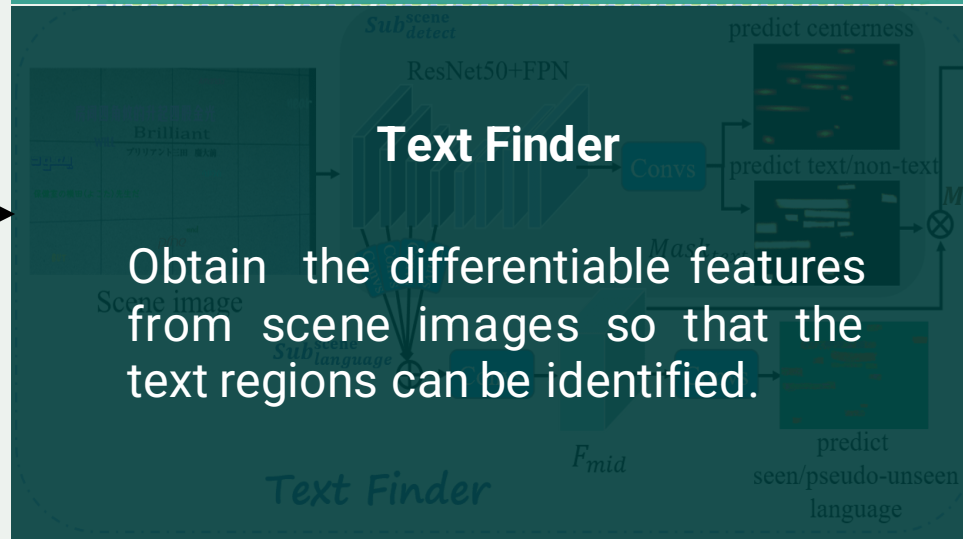 Sub scene detect
predict centerness
ResNet50+FPN
Text Finder
Convs
predict text/non-text
Brilliant
Obtain the differentiable features
Scene image
from scene images so that the
Sub scene language
text regions can be identified.
F mid
predict
seen/pseudo-unseen
language
Text Finder